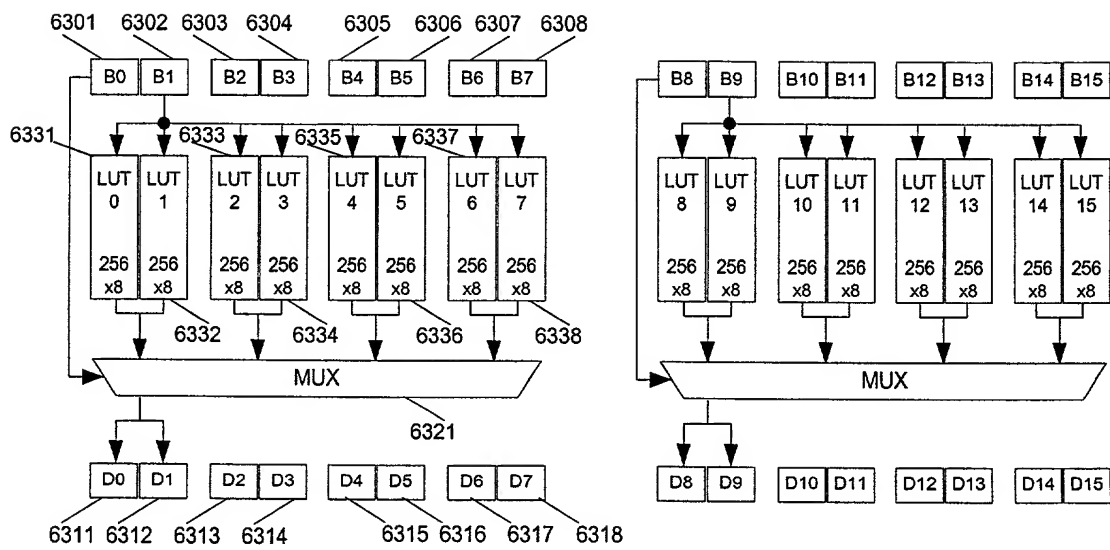 6301 6302 6303 6304 6305 6306 6307 6308
B0 B1 B2 B3 B4 B5 B6 B7 B8 B9 B10 B11 B12 B13 B14 B15
6331 6333 6335 6337
LUT LUT LUT LUT LUT LUT LUT LUT LUT LUT LUT LUT LUT LUT LUT LUT
0 1 2 3 4 5 6 7 8 9 10 11 12 13 14 15
256 256 256 256 256 256 256 256 256 256 256 256 256 256 256 256
x8 x8 x8 x8 x8 x8 x8 x8 x8 x8 x8 x8 x8 x8 x8 x8
6332 6334 6336 6338
MUX MUX
6321
D0 D1 D2 D3 D4 D5 D6 D7 D8 D9 D10 D11 D12 D13 D14 D15
6311 6312 6313 6314 6315 6316 6317 6318